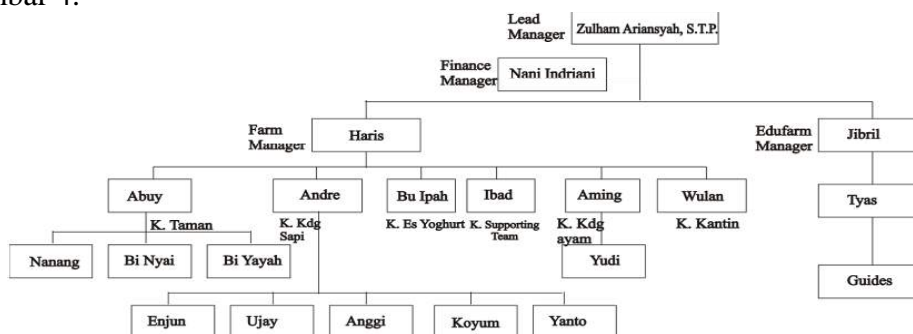 Lead
Manager
Zulham Ariansyah, S.T.P.
Finance
Manager
Nani Indriani
Farm
Manager
Haris
Edufarm
Manager
Jibril
Abuy
Andre
Bu Ipah
Ibad
Aming
Wulan
Tyas
K. Taman
K. Kdg
Sapi
K. Es Yoghurt
K. Supporting
Team
K. Kdg
ayam
K. Kantin
Nanang
Bi Nyai
Bi Yayah
Yudi
Guides
Enjun
Ujay
Anggi
Koyum
Yanto